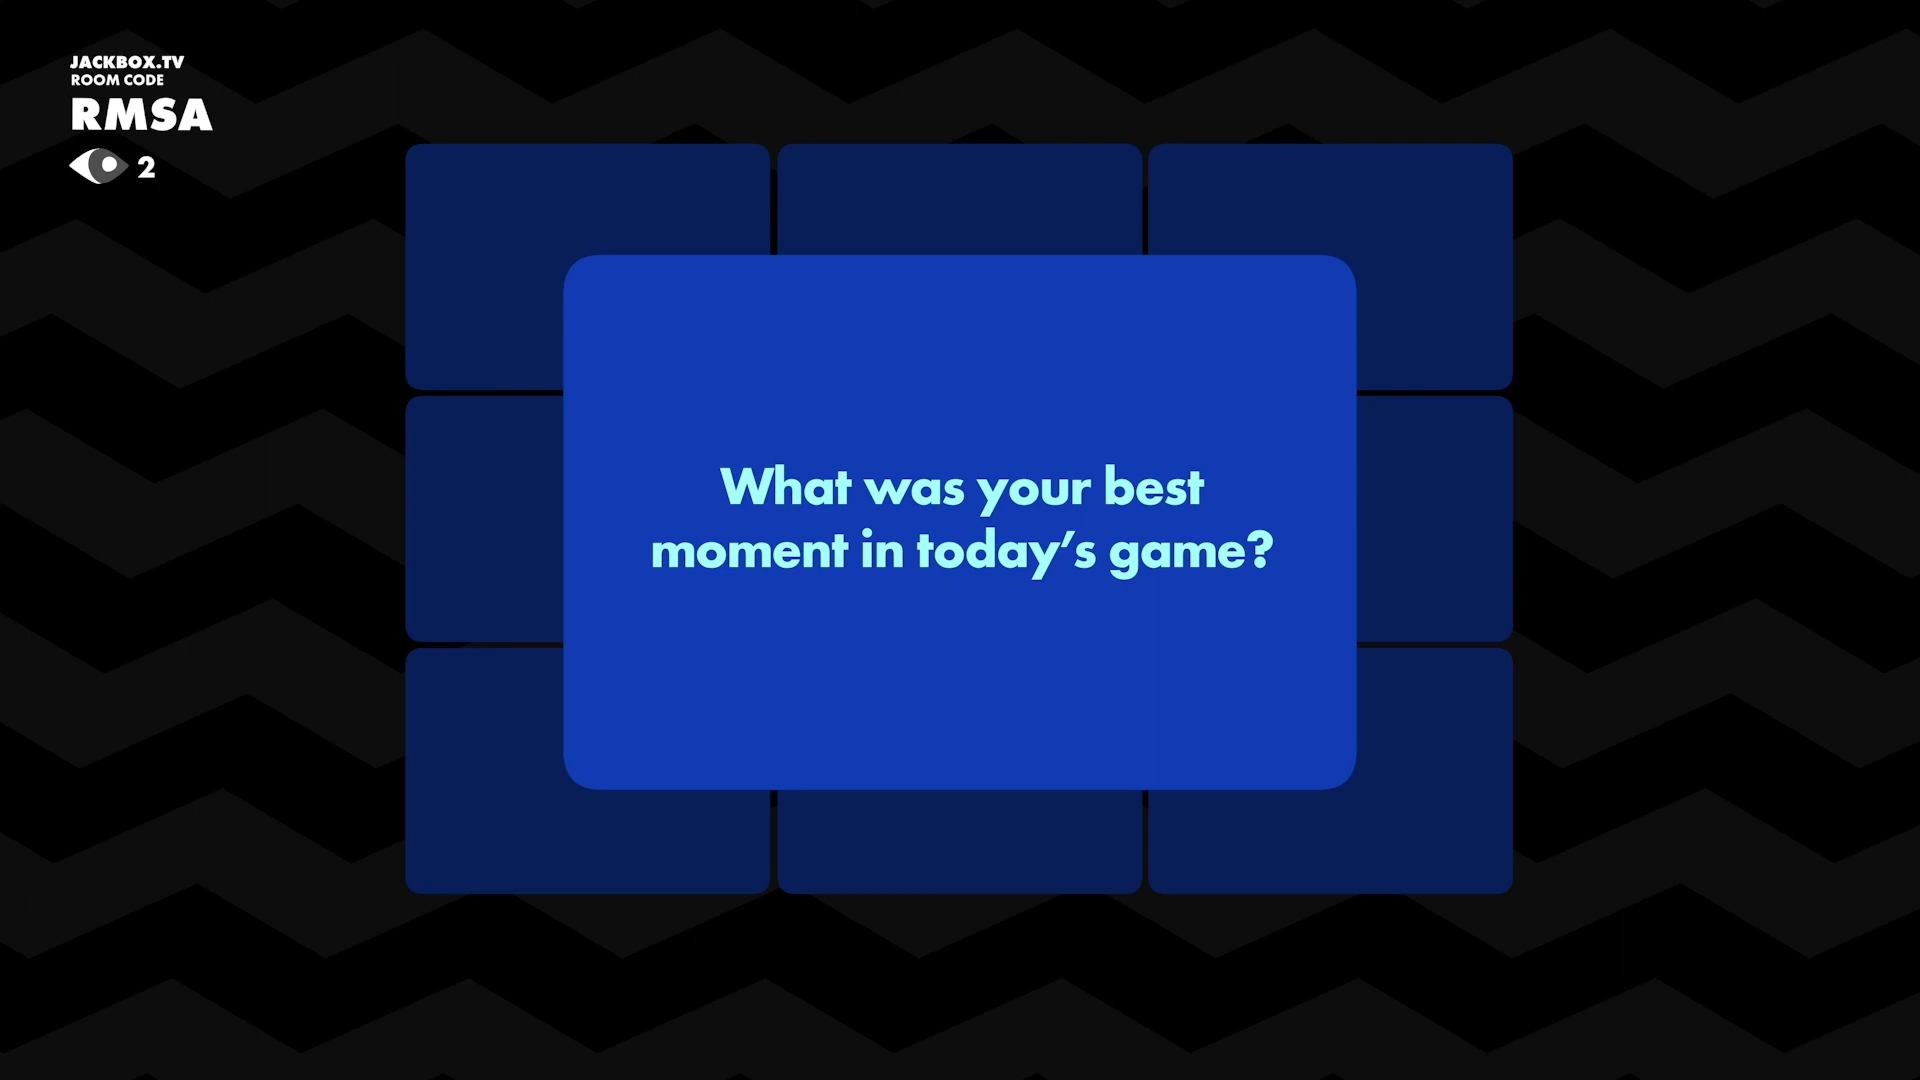 JACKBOX.TV
ROOM CODE
RMSA
2
What was your best
moment in today’s game?